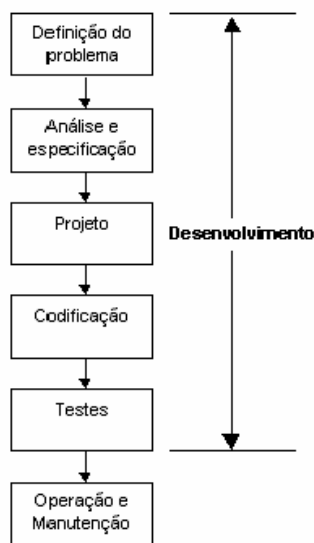 Definição do
problema
Análise e
especificação
Projeto
Desenvolvimento
Codificação
Testes
Operação e
Manutenção